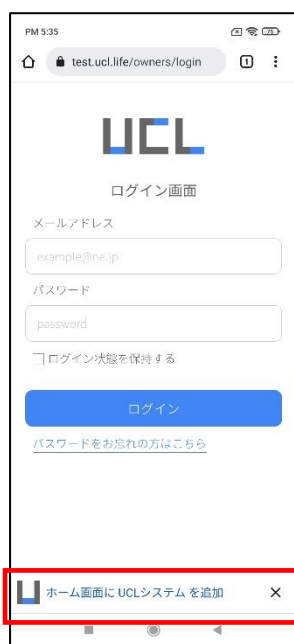 PM 5:35
75
test.ucl.life/owners/login
1
UCL
ログイン画面
メールアドレス
example@ne.jp
パスワード
password
ログイン状態を保持する
ログイン
パスワードをお忘れの方はこちら
ホーム画面に UCLシステム を追加